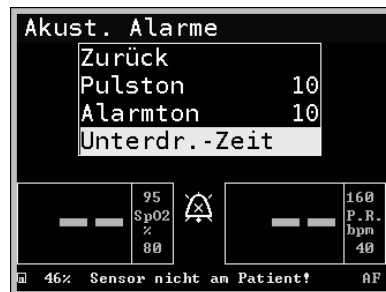 Akust. Alarme
Zurück
Pulston 10
Alarmton 10
Unterdr.-Zeit
-- 95 SpO2 % 80
-- 160 P.R. bpm 40
46% Sensor nicht am Patient! AF